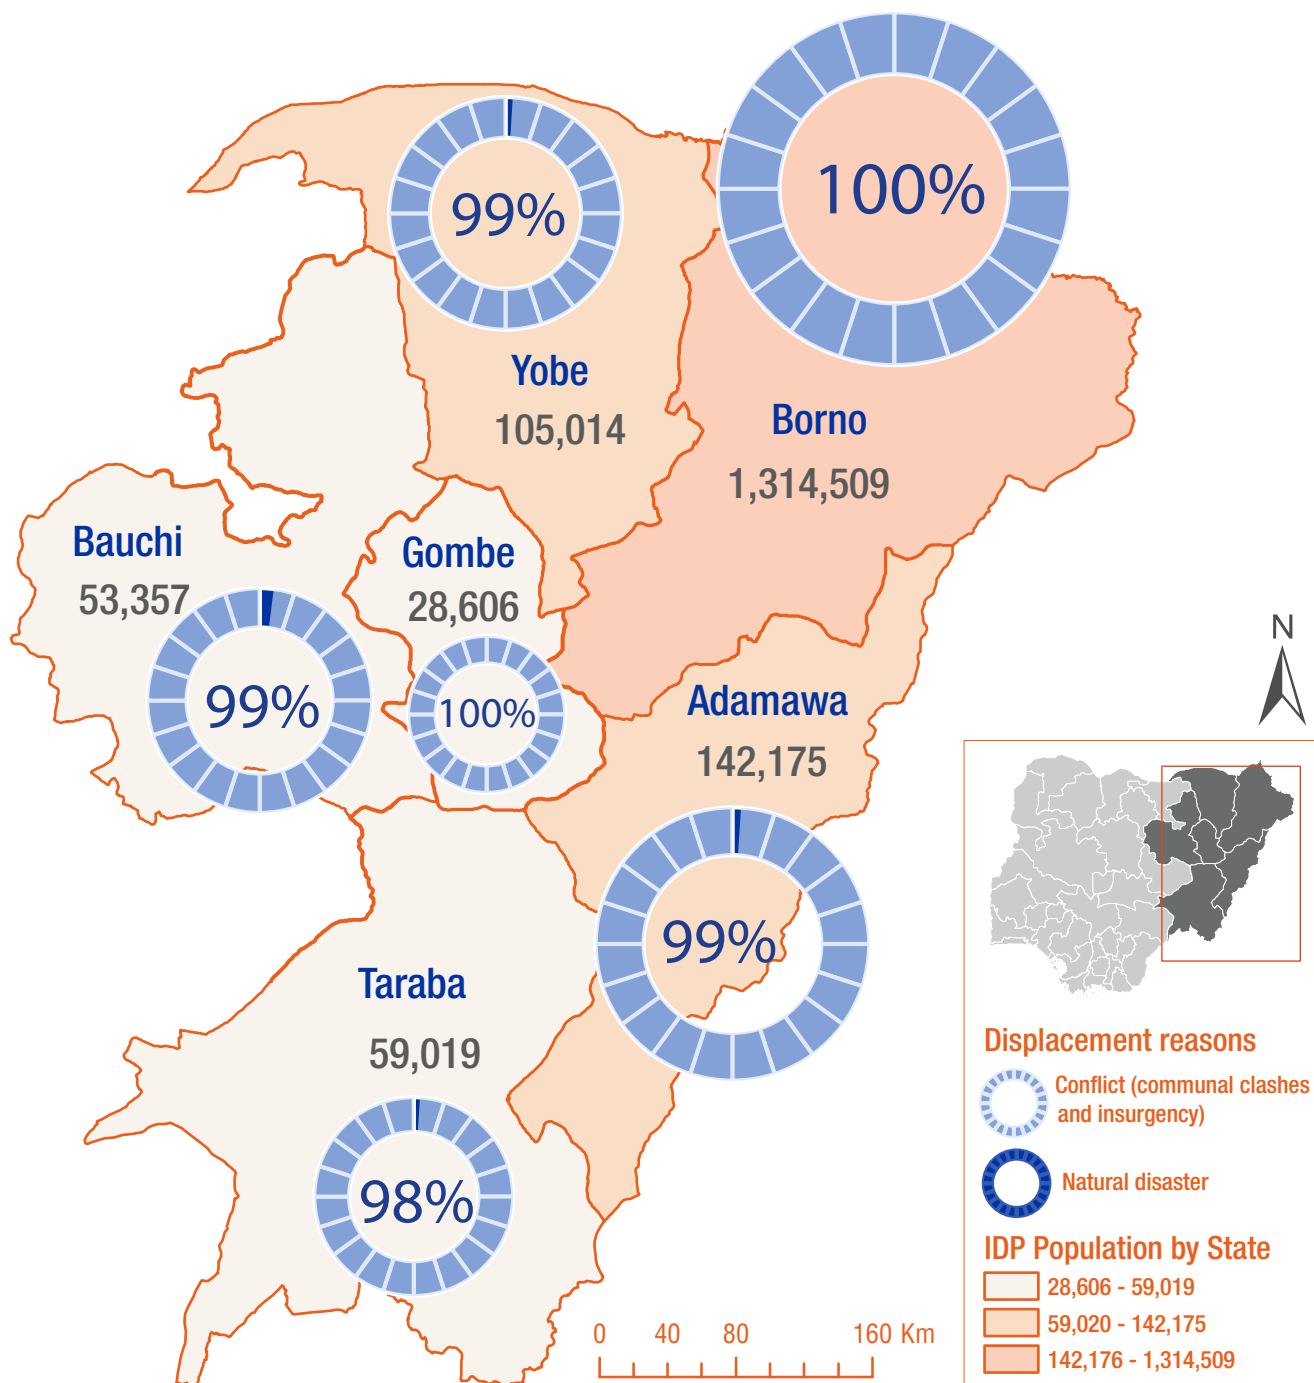 99%
100%
Yobe
105,014
Borno
1,314,509
Bauchi
53,357
99%
Gombe
28,606
100%
Adamawa
142,175
99%
Taraba
59,019
98%
N
Displacement reasons
Conflict (communal clashes
and insurgency)
Natural disaster
IDP Population by State
28,606 - 59,019
59,020 - 142,175
142,176 - 1,314,509
0 40 80 160 Km